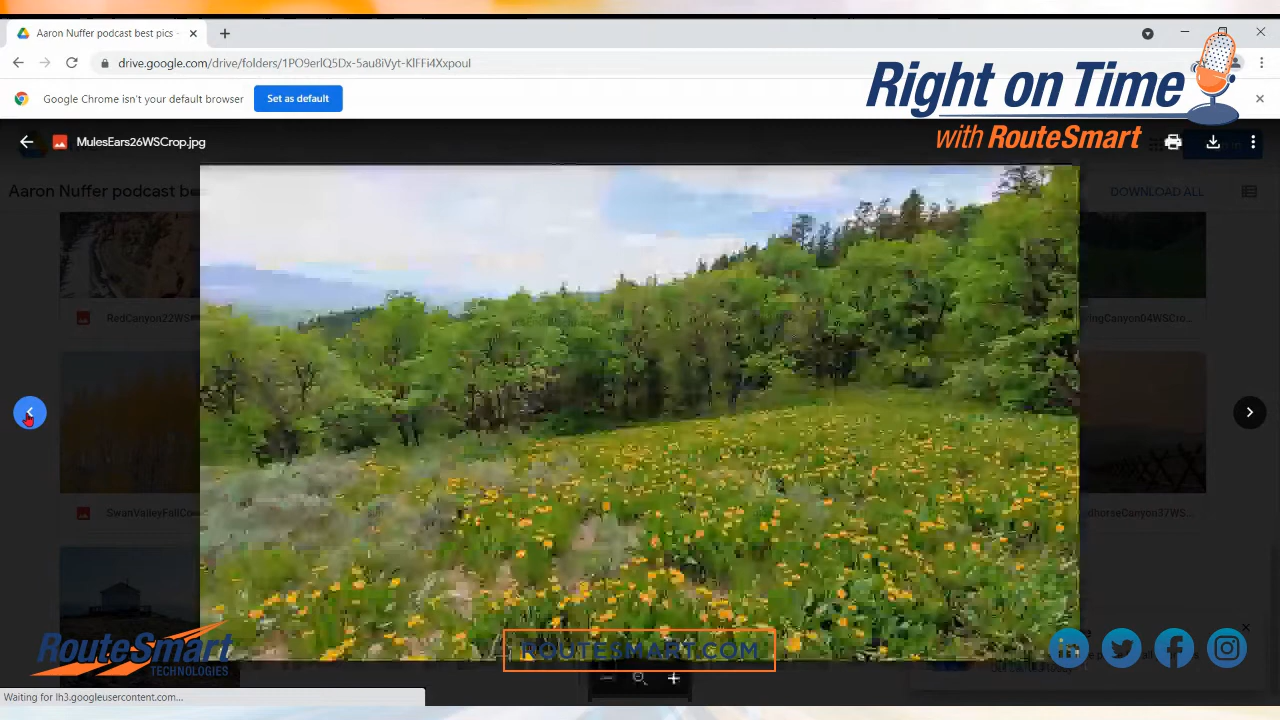 Aaron Nuffer podcast best pics -
drive.google.com/drive/folders/1PO9erlQ5Dx-5au8iVyt-KlFFi4Xxpoul
Google Chrome isn't your default browser
Set as default
Right on Time
with RouteSmart
MulesEars26WSCrop.jpg
Aaron Nuffer podcast be
DOWNLOAD ALL
RedCanyon22WS
ingCanyon04WSCro...
SwanValleyFallCo
dhorseCanyon37WS...
RouteSmart
TECHNOLOGIES
ROUTESMART.COM
Waiting for lh3.googleusercontent.com...